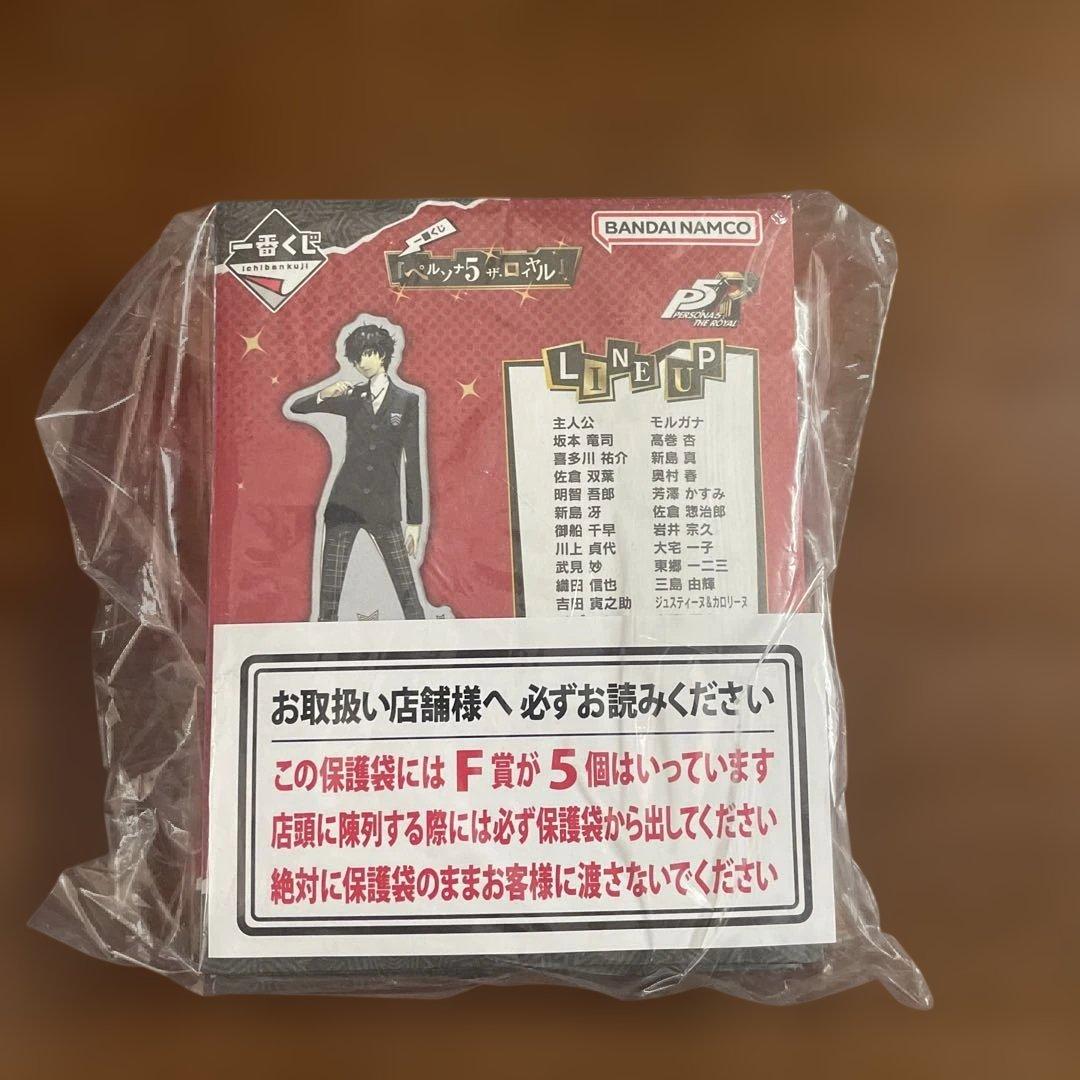 一番くじ
ichibankuji
一番くじ
『ペルソナ5 ザ・ロイヤル』
BANDAI NAMCO
P5R
PERSONA5
THE ROYAL
LINE UP
主人公 モルガナ
坂本 竜司 高巻 杏
喜多川 祐介 新島 真
佐倉 双葉 奥村 春
明智 吾郎 芳澤 かすみ
新島 冴 佐倉 惣治郎
御船 千早 岩井 宗久
川上 貞代 大宅 一子
武見 妙 東郷 一二三
織田 信也 三島 由輝
吉田 寅之助 ジュスティーヌ&カロリーヌ
お取扱い店舗様へ 必ずお読みください
この保護袋には F 賞が 5 個はいっています
店頭に陳列する際には必ず保護袋から出してください
絶対に保護袋のままお客様に渡さないでください